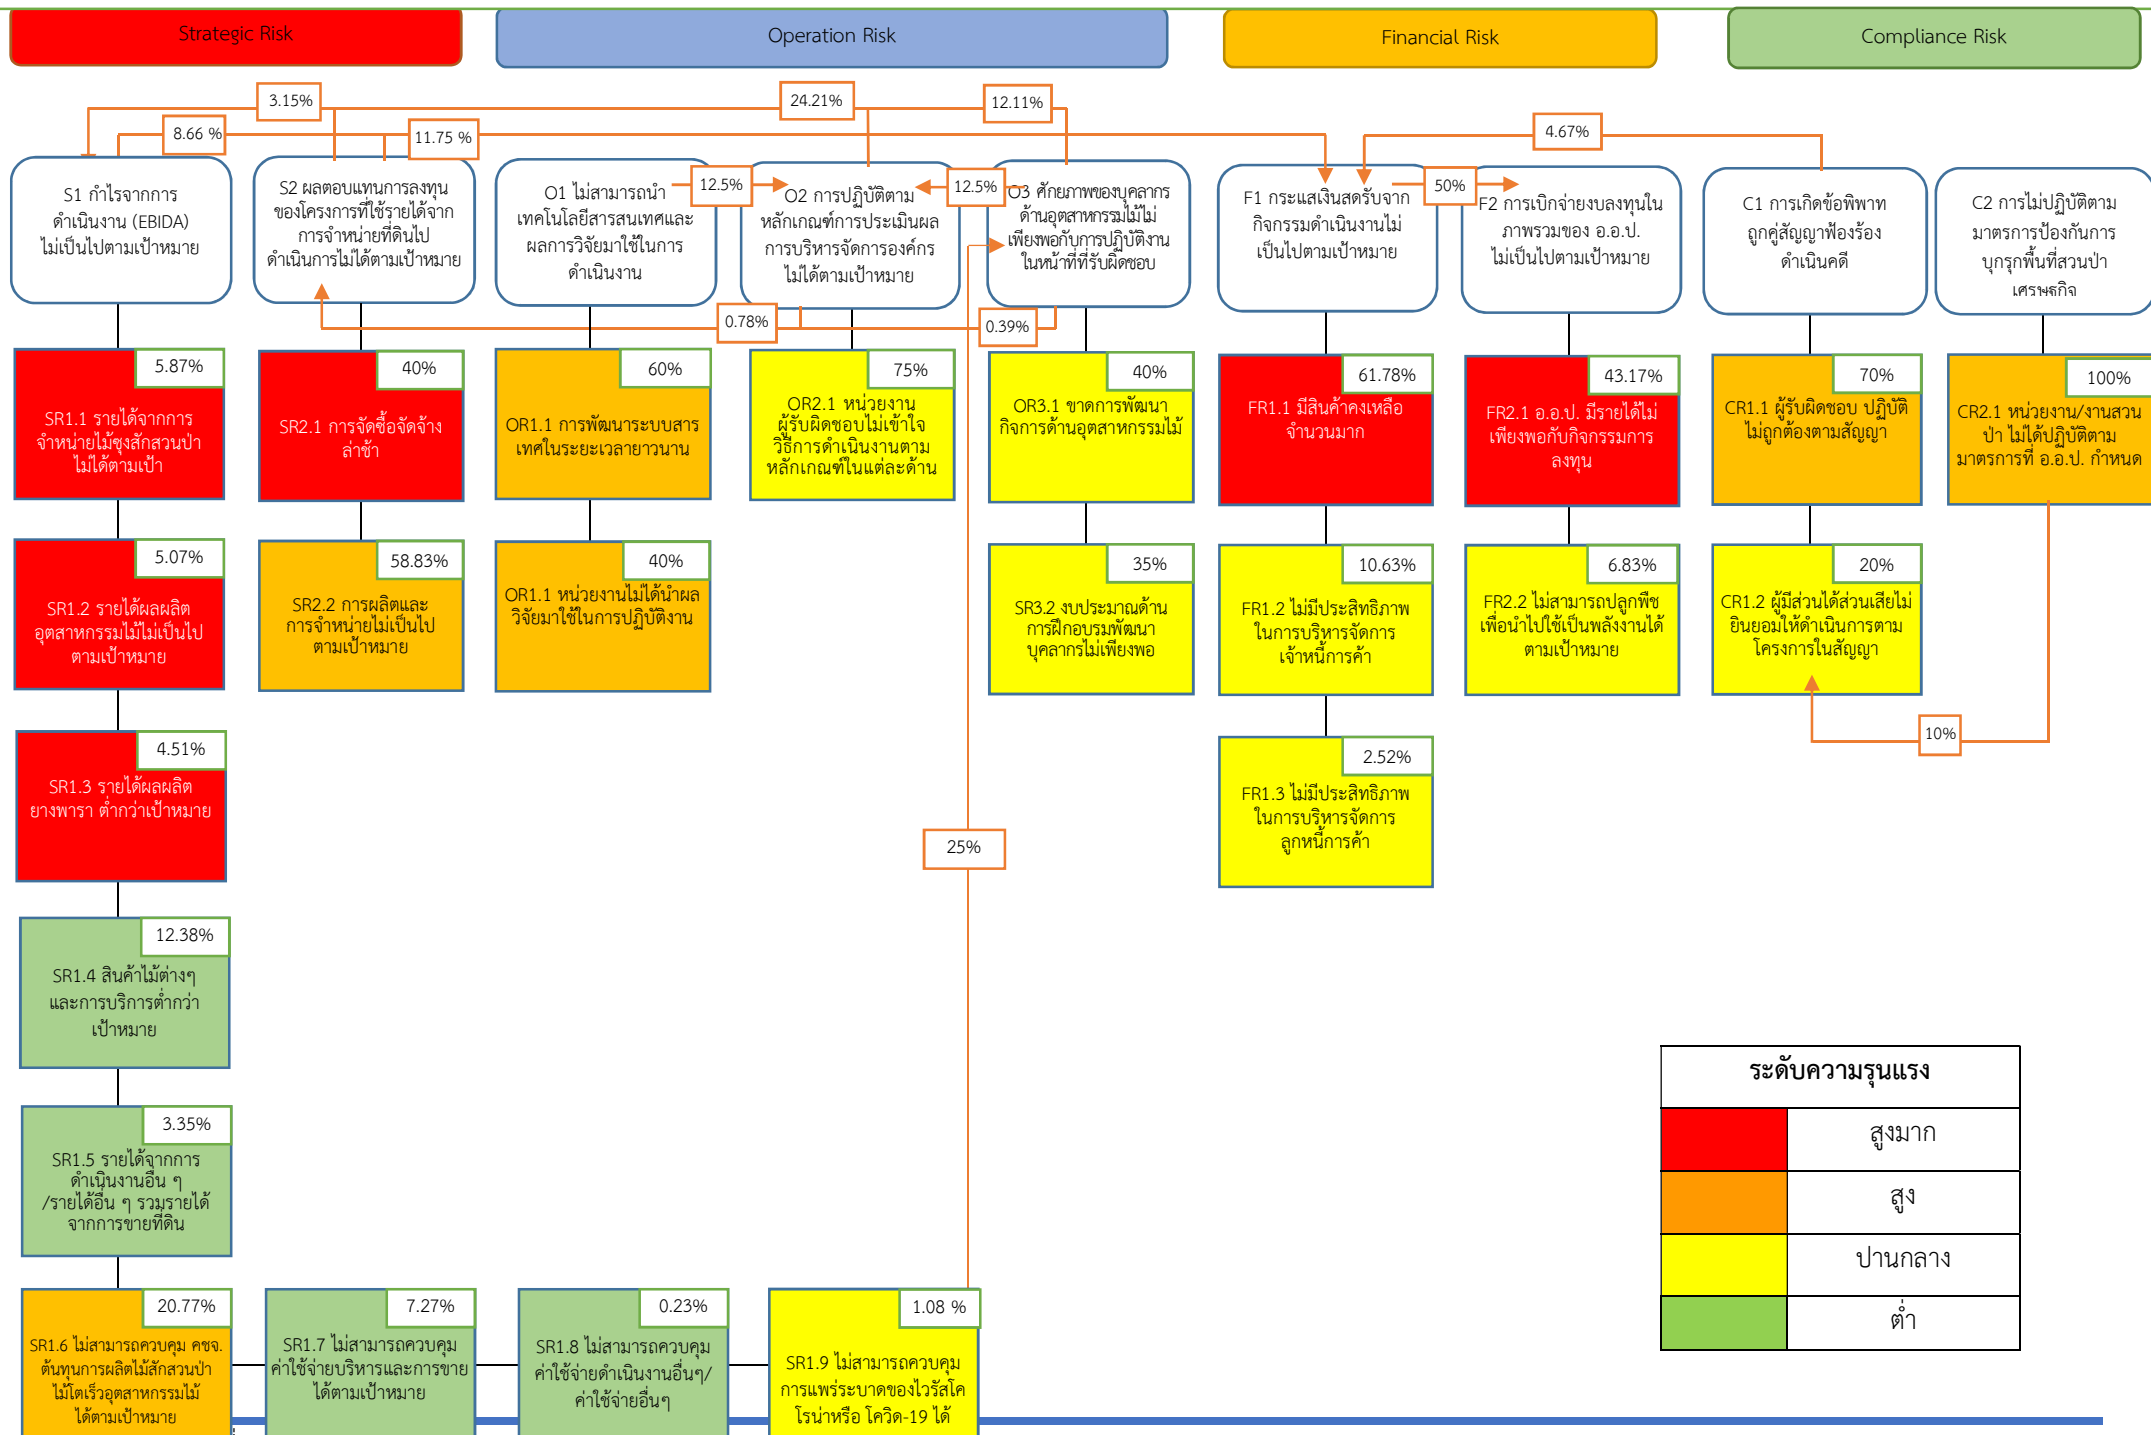 Strategic Risk
Operation Risk
Financial Risk
Compliance Risk
3.15%
24.21%
12.11%
8.66 %
11.75 %
4.67%
S1 กำไรจากการ
ดำเนินงาน (EBIDA)
ไม่เป็นไปตามเป้าหมาย
S2 ผลตอบแทนการลงทุน
ของโครงการที่ใช้รายได้จาก
การจำหน่ายที่ดินไป
ดำเนินการไม่ได้ตามเป้าหมาย
O1 ไม่สามารถนำ
เทคโนโลยีสารสนเทศและ
ผลการวิจัยมาใช้ในการ
ดำเนินงาน
12.5%
O2 การปฏิบัติตาม
หลักเกณฑ์การประเมินผล
การบริหารจัดการองค์กร
ไม่ได้ตามเป้าหมาย
12.5%
O3 ศักยภาพของบุคลากร
ด้านอุตสาหกรรมไม้ไม่
เพียงพอกับการปฏิบัติงาน
ในหน้าที่ที่รับผิดชอบ
F1 กระแสเงินสดรับจาก
กิจกรรมดำเนินงานไม่
เป็นไปตามเป้าหมาย
50%
F2 การเบิกจ่ายงบลงทุนใน
ภาพรวมของ อ.อ.ป.
ไม่เป็นไปตามเป้าหมาย
C1 การเกิดข้อพิพาท
ถูกคู่สัญญาฟ้องร้อง
ดำเนินคดี
C2 การไม่ปฏิบัติตาม
มาตรการป้องกันการ
บุกรุกพื้นที่สวนป่า
เศรษฐกิจ
0.78%
0.39%
5.87%
SR1.1 รายได้จากการ
จำหน่ายไม้ซุงสักสวนป่า
ไม่ได้ตามเป้า
40%
SR2.1 การจัดซื้อจัดจ้าง
ล่าช้า
60%
OR1.1 การพัฒนาระบบสาร
เทศในระยะเวลายาวนาน
75%
OR2.1 หน่วยงาน
ผู้รับผิดชอบไม่เข้าใจ
วิธีการดำเนินงานตาม
หลักเกณฑ์ในแต่ละด้าน
40%
OR3.1 ขาดการพัฒนา
กิจการด้านอุตสาหกรรมไม้
61.78%
FR1.1 มีสินค้าคงเหลือ
จำนวนมาก
43.17%
FR2.1 อ.อ.ป. มีรายได้ไม่
เพียงพอกับกิจกรรมการ
ลงทุน
70%
CR1.1 ผู้รับผิดชอบ ปฏิบัติ
ไม่ถูกต้องตามสัญญา
100%
CR2.1 หน่วยงาน/งานสวน
ป่า ไม่ได้ปฏิบัติตาม
มาตรการที่ อ.อ.ป. กำหนด
5.07%
SR1.2 รายได้ผลผลิต
อุตสาหกรรมไม้ไม่เป็นไป
ตามเป้าหมาย
58.83%
SR2.2 การผลิตและ
การจำหน่ายไม่เป็นไป
ตามเป้าหมาย
40%
OR1.1 หน่วยงานไม่ได้นำผล
วิจัยมาใช้ในการปฏิบัติงาน
35%
SR3.2 งบประมาณด้าน
การฝึกอบรมพัฒนา
บุคลากรไม่เพียงพอ
10.63%
FR1.2 ไม่มีประสิทธิภาพ
ในการบริหารจัดการ
เจ้าหนี้การค้า
6.83%
FR2.2 ไม่สามารถปลูกพืช
เพื่อนำไปใช้เป็นพลังงานได้
ตามเป้าหมาย
20%
CR1.2 ผู้มีส่วนได้ส่วนเสียไม่
ยินยอมให้ดำเนินการตาม
โครงการในสัญญา
10%
4.51%
SR1.3 รายได้ผลผลิต
ยางพารา ต่ำกว่าเป้าหมาย
2.52%
FR1.3 ไม่มีประสิทธิภาพ
ในการบริหารจัดการ
ลูกหนี้การค้า
25%
12.38%
SR1.4 สินค้าไม้ต่างๆ
และการบริการต่ำกว่า
เป้าหมาย
3.35%
SR1.5 รายได้จากการ
ดำเนินงานอื่น ๆ
/รายได้อื่น ๆ รวมรายได้
จากการขายที่ดิน
ระดับความรุนแรง
สูงมาก
สูง
ปานกลาง
ต่ำ
20.77%
SR1.6 ไม่สามารถควบคุม คชจ.
ต้นทุนการผลิตไม้สักสวนป่า
ไม้โตเร็วอุตสาหกรรมไม้
ได้ตามเป้าหมาย
7.27%
SR1.7 ไม่สามารถควบคุม
ค่าใช้จ่ายบริหารและการขาย
ได้ตามเป้าหมาย
0.23%
SR1.8 ไม่สามารถควบคุม
ค่าใช้จ่ายดำเนินงานอื่นๆ/
ค่าใช้จ่ายอื่นๆ
1.08 %
SR1.9 ไม่สามารถควบคุม
การแพร่ระบาดของไวรัสโค
โรน่าหรือ โควิด-19 ได้